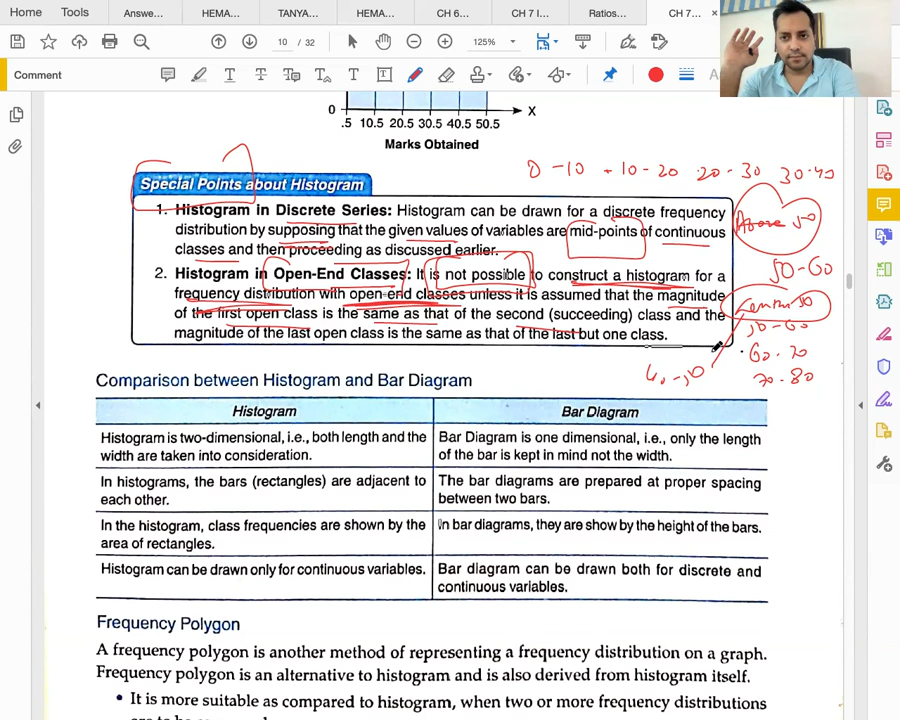 Home Tools Answe... HEMA... TANYA... HEMA... CH 6... CH 7 I... Ratios... CH 7... ×
10 / 32 125%
Comment
0
X
.5 10.5 20.5 30.5 40.5 50.5
Marks Obtained
0 -10 10-20 20-30 30-40
Special Points about Histogram
1. Histogram in Discrete Series: Histogram can be drawn for a discrete frequency
distribution by supposing that the given values of variables are mid-points of continuous
classes and then proceeding as discussed earlier.
2. Histogram in Open-End Classes: It is not possible to construct a histogram for a
frequency distribution with open-end classes unless it is assumed that the magnitude
of the first open class is the same as that of the second (succeeding) class and the
magnitude of the last open class is the same as that of the last but one class.
Above 50
50-60
50-60
60-70
70-80
40-50
Comparison between Histogram and Bar Diagram
Histogram Bar Diagram
Histogram is two-dimensional, i.e., both length and the
width are taken into consideration.
Bar Diagram is one dimensional, i.e., only the length
of the bar is kept in mind not the width.
In histograms, the bars (rectangles) are adjacent to
each other.
The bar diagrams are prepared at proper spacing
between two bars.
In the histogram, class frequencies are shown by the
area of rectangles.
In bar diagrams, they are show by the height of the bars.
Histogram can be drawn only for continuous variables.
Bar diagram can be drawn both for discrete and
continuous variables.
Frequency Polygon
A frequency polygon is another method of representing a frequency distribution on a graph.
Frequency polygon is an alternative to histogram and is also derived from histogram itself.
• It is more suitable as compared to histogram, when two or more frequency distributions